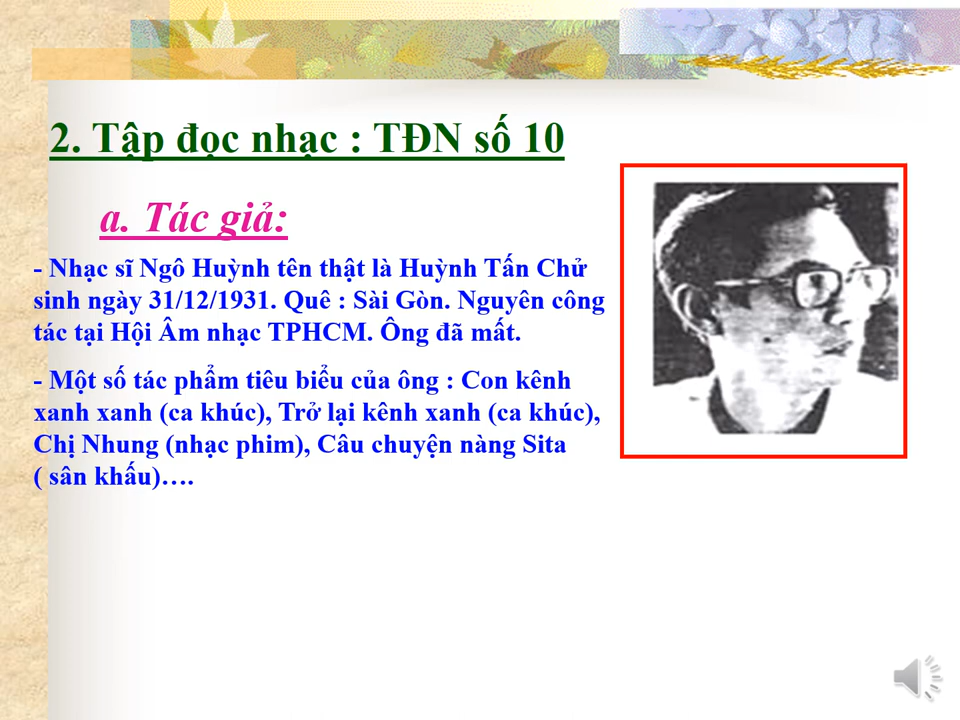 2. Tập đọc nhạc : TĐN số 10
a. Tác giả:
- Nhạc sĩ Ngô Huỳnh tên thật là Huỳnh Tấn Chử
sinh ngày 31/12/1931. Quê : Sài Gòn. Nguyên công
tác tại Hội Âm nhạc TPHCM. Ông đã mất.
- Một số tác phẩm tiêu biểu của ông : Con kênh
xanh xanh (ca khúc), Trở lại kênh xanh (ca khúc),
Chị Nhung (nhạc phim), Câu chuyện nàng Sita
( sân khấu)….